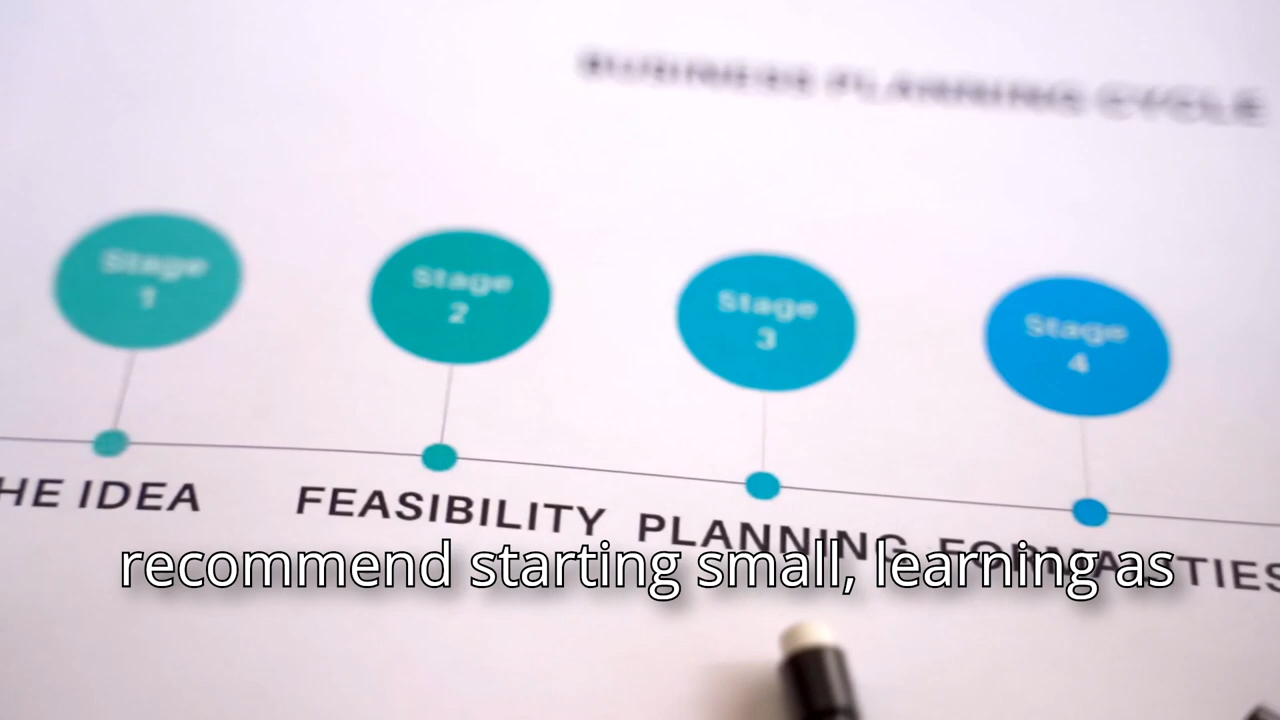 BUSINESS PLANNING CYCLE
Stage
1
Stage
2
Stage
3
Stage
4
HE IDEA
FEASIBILITY
PLANNING
FORMALITIES
recommend starting small, learning as